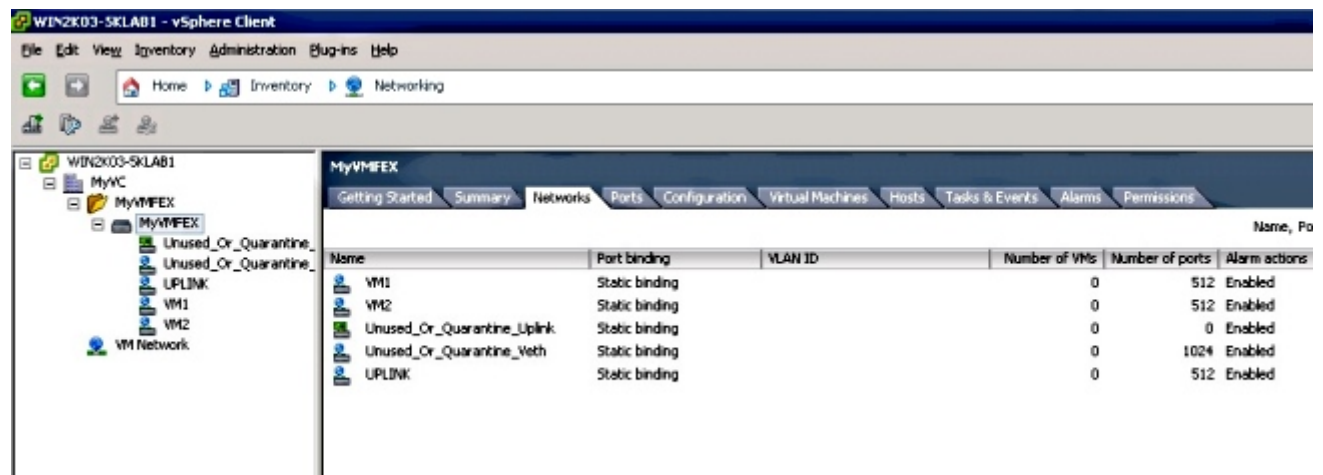 WIN2K03-SKLAB1 - vSphere Client
File Edit View Inventory Administration Plug-ins Help
Home Inventory Networking
WIN2K03-SKLAB1
MyVC
MyVMFEX
MyVMFEX
Unused_Or_Quarantine_
Unused_Or_Quarantine_
UPLINK
VM1
VM2
VM Network
MyVMFEX
Getting Started Summary Networks Ports Configuration Virtual Machines Hosts Tasks & Events Alarms Permissions
Name, Po
Name Port binding VLAN ID Number of VMs Number of ports Alarm actions
VM1 Static binding 0 512 Enabled
VM2 Static binding 0 512 Enabled
Unused_Or_Quarantine_Uplink Static binding 0 0 Enabled
Unused_Or_Quarantine_Veth Static binding 0 1024 Enabled
UPLINK Static binding 0 512 Enabled